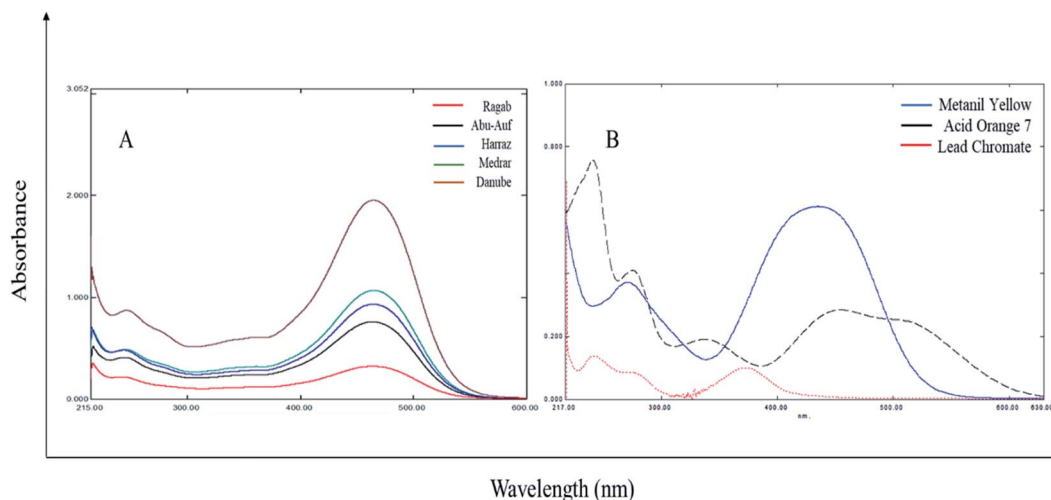 Absorbance
3.052
2.000
1.000
0.000
215.00
300.00
400.00
500.00
600.00
A
Ragab
Abu-Auf
Harraz
Medrar
Danube
1.000
0.800
0.200
0.000
217.00
300.00
400.00
500.00
600.00
630.00
nm.
B
Metanil Yellow
Acid Orange 7
Lead Chromate
Wavelength (nm)